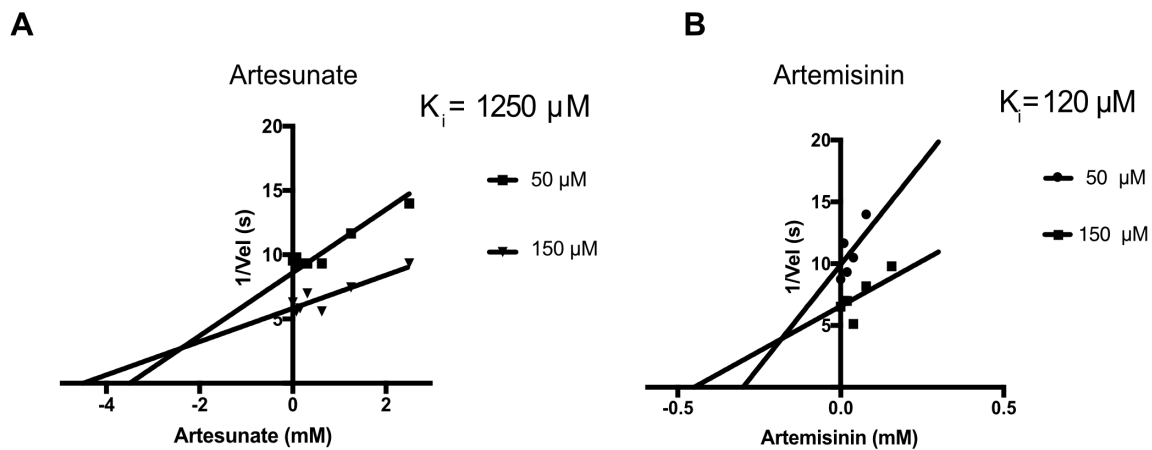 A
Artesunate
Ki = 1250 µM
20
15
10
5
1/Vel (s)
50 µM
150 µM
-4
-2
0
2
Artesunate (mM)
B
Artemisinin
Ki=120 µM
20
15
10
5
1/Vel (s)
50 µM
150 µM
-0.5
0.0
0.5
Artemisinin (mM)